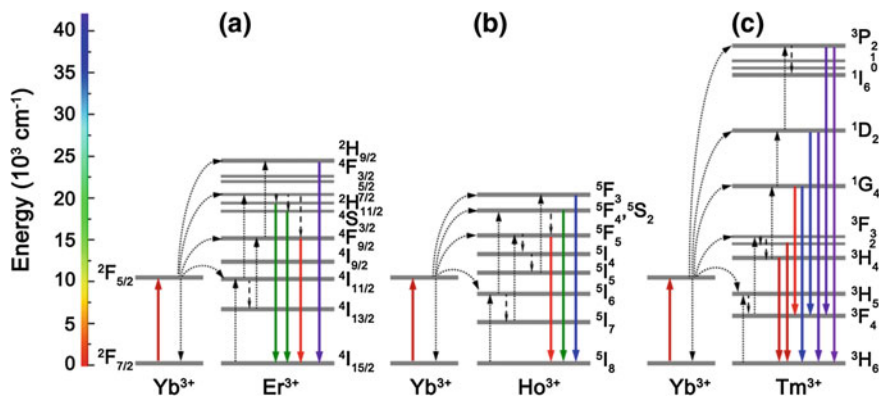 (a) (b) (c)
Energy (10³ cm⁻¹)
40
35
30
25
20
15
10
5
0
²F₅/₂
²F₇/₂
Yb³⁺
²H₉/₂
⁴F₃/₂
₅/₂
₇/₂
²H₁₁/₂
⁴S₃/₂
⁴F₉/₂
⁴I₉/₂
⁴I₁₁/₂
⁴I₁₃/₂
⁴I₁₅/₂
Er³⁺
Yb³⁺
⁵F₃
⁵F₄,⁵S₂
⁵F₅
⁵I₄
⁵I₅
⁵I₆
⁵I₇
⁵I₈
Ho³⁺
Yb³⁺
³P₂
₁
₀
¹I₆
¹D₂
¹G₄
³F₃
₂
³H₄
³H₅
³F₄
³H₆
Tm³⁺